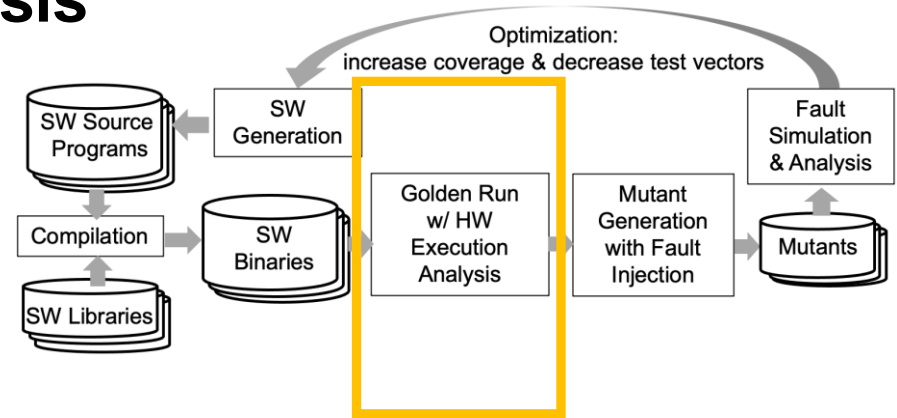 sis
Optimization:
increase coverage & decrease test vectors
SW Source
Programs
SW
Generation
Fault
Simulation
& Analysis
Compilation
SW
Binaries
Golden Run
w/ HW
Execution
Analysis
Mutant
Generation
with Fault
Injection
Mutants
SW Libraries